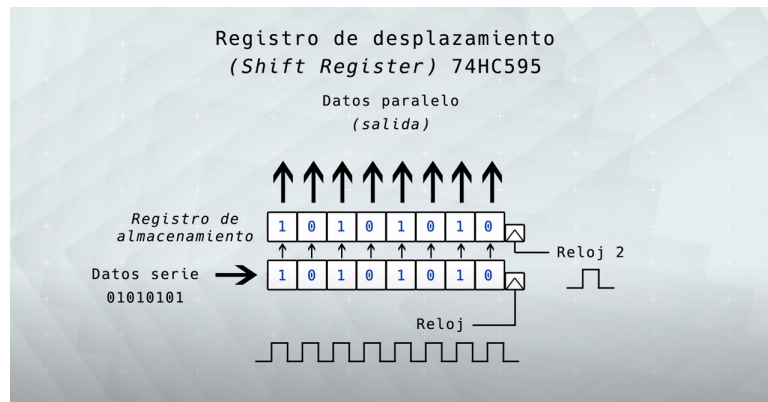 Registro de desplazamiento
(Shift Register) 74HC595
Datos paralelo
(salida)
Registro de
almacenamiento
1 0 1 0 1 0 1 0
Reloj 2
Datos serie
01010101
1 0 1 0 1 0 1 0
Reloj